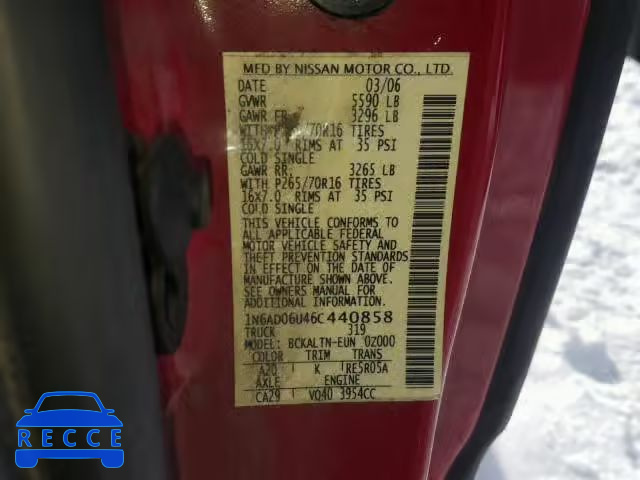 MFD BY NISSAN MOTOR CO., LTD.
DATE 03/06
GVWR 5590 LB
GAWR FR. 3296 LB
WITH /70R16 TIRES
16X7.0 RIMS AT 35 PSI
COLD SINGLE
GAWR RR. 3265 LB
WITH P265/70R16 TIRES
16X7.0 RIMS AT 35 PSI
COLD SINGLE
THIS VEHICLE CONFORMS TO
ALL APPLICABLE FEDERAL
MOTOR VEHICLE SAFETY AND
THEFT PREVENTION STANDARDS
IN EFFECT ON THE DATE OF
MANUFACTURE SHOWN ABOVE.
SEE OWNERS MANUAL FOR
ADDITIONAL INFORMATION
1N6AD06U46C440858
TRUCK 319
MODEL: BCKALTN-EUN 0Z000
COLOR TRIM TRANS
A20 K RE5R05A
AXLE ENGINE
CA29 VQ40 3954CC
RECCE